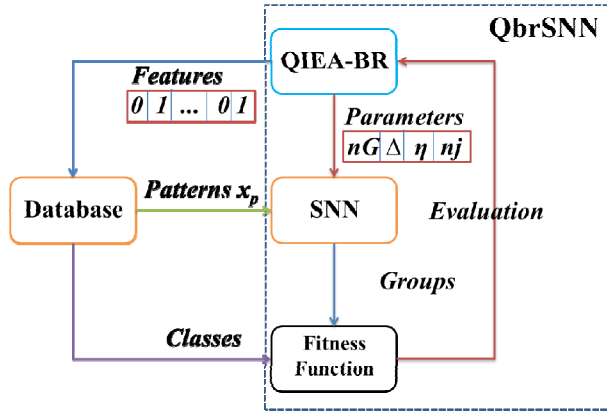 QbrSNN
QIEA-BR
Features
0 1 ... 0 1
Parameters
nG Δ η nj
Database
Patterns xp
SNN
Evaluation
Groups
Classes
Fitness
Function